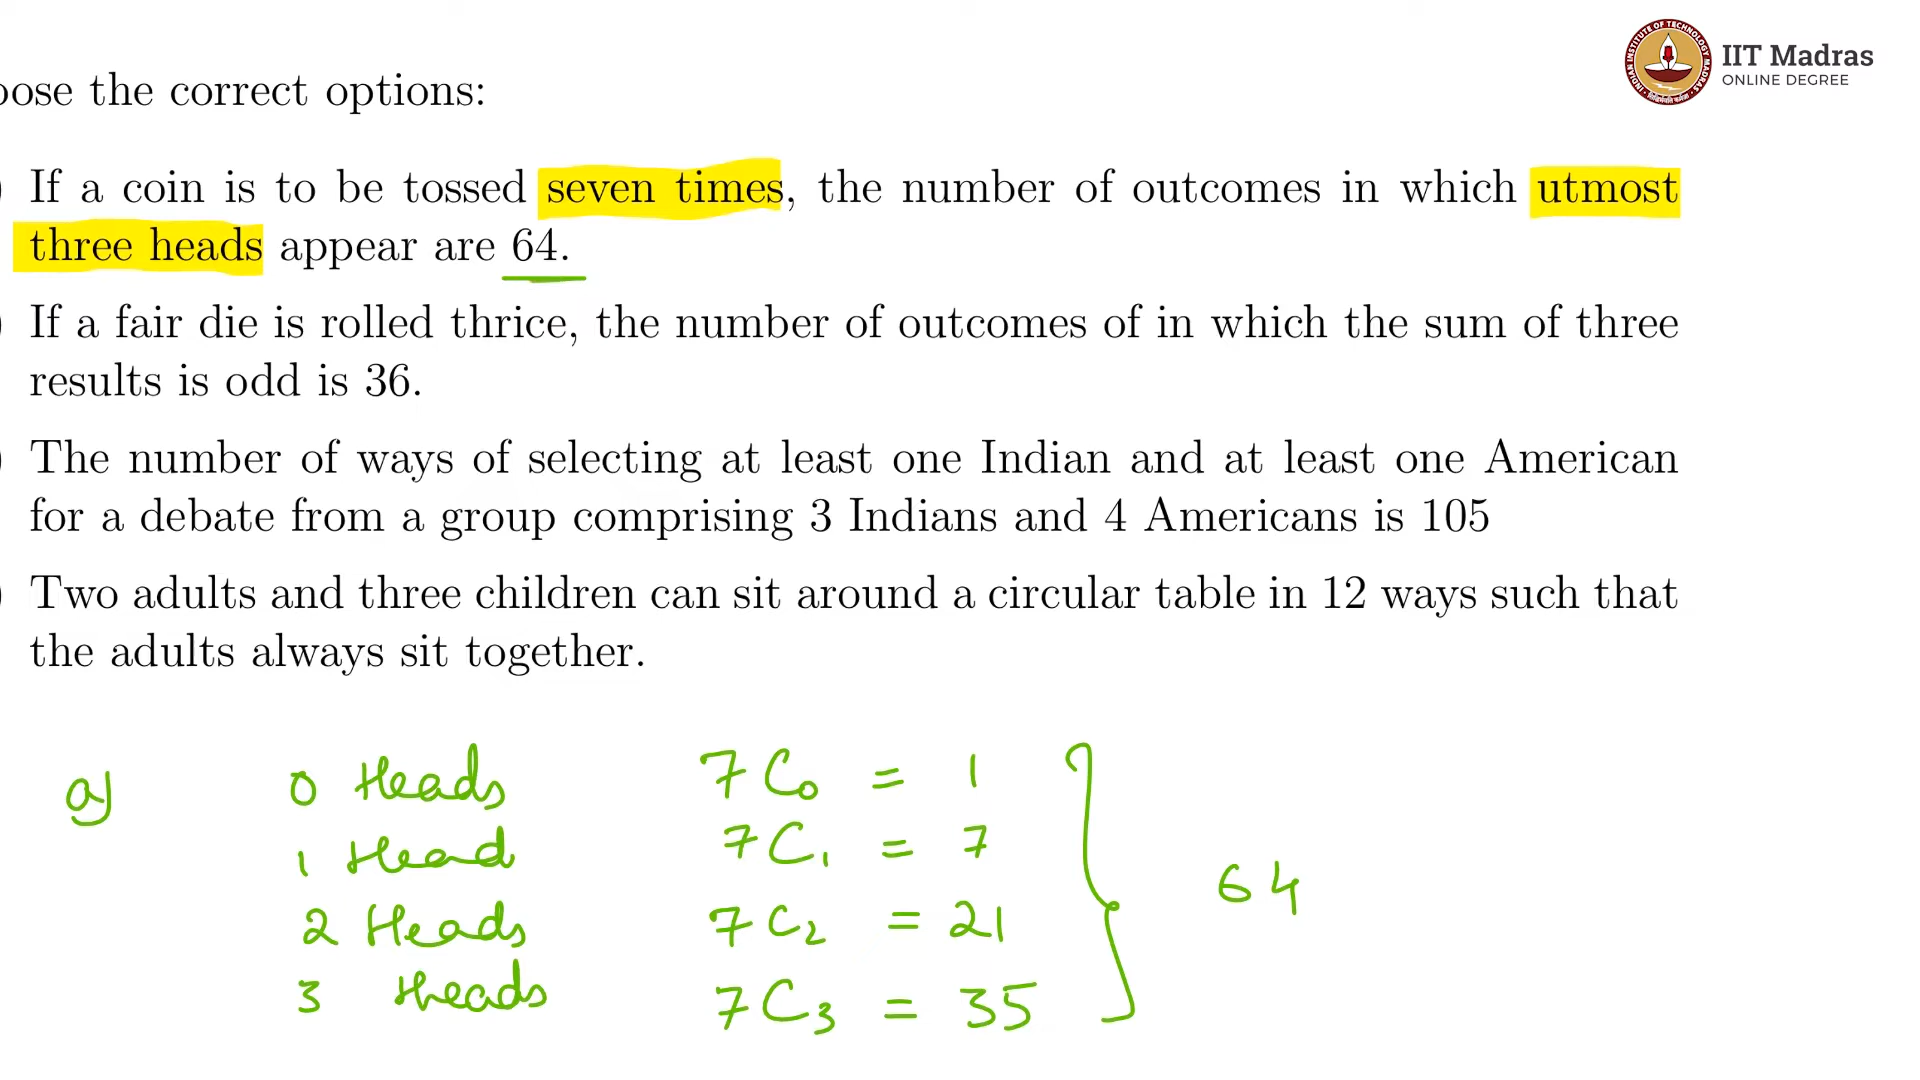 IIT Madras
ONLINE DEGREE
oose the correct options:
) If a coin is to be tossed seven times, the number of outcomes in which utmost
three heads appear are 64.
) If a fair die is rolled thrice, the number of outcomes of in which the sum of three
results is odd is 36.
) The number of ways of selecting at least one Indian and at least one American
for a debate from a group comprising 3 Indians and 4 Americans is 105
) Two adults and three children can sit around a circular table in 12 ways such that
the adults always sit together.
a) 0 Heads 7C₀ = 1
1 Head 7C₁ = 7
64
2 Heads 7C₂ = 21
3 Heads 7C₃ = 35